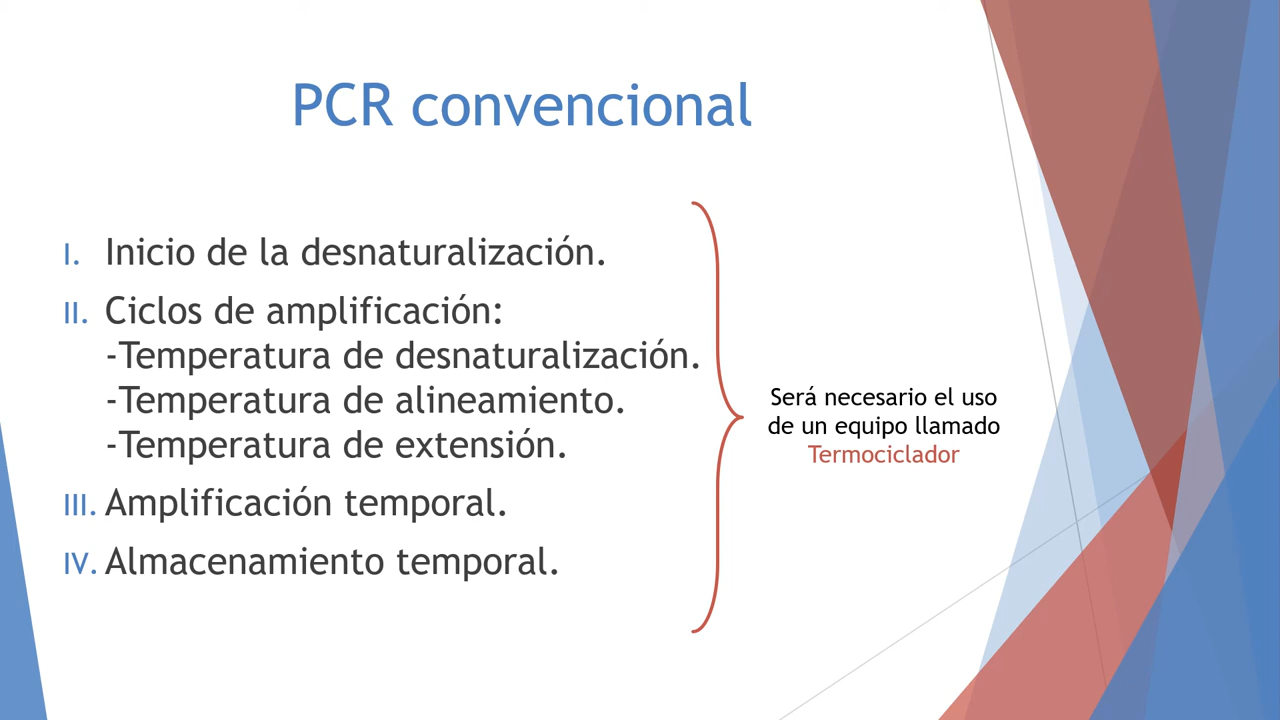 PCR convencional
I. Inicio de la desnaturalización.
II. Ciclos de amplificación:
-Temperatura de desnaturalización.
-Temperatura de alineamiento.
-Temperatura de extensión.
III. Amplificación temporal.
IV. Almacenamiento temporal.
Será necesario el uso
de un equipo llamado
Termociclador